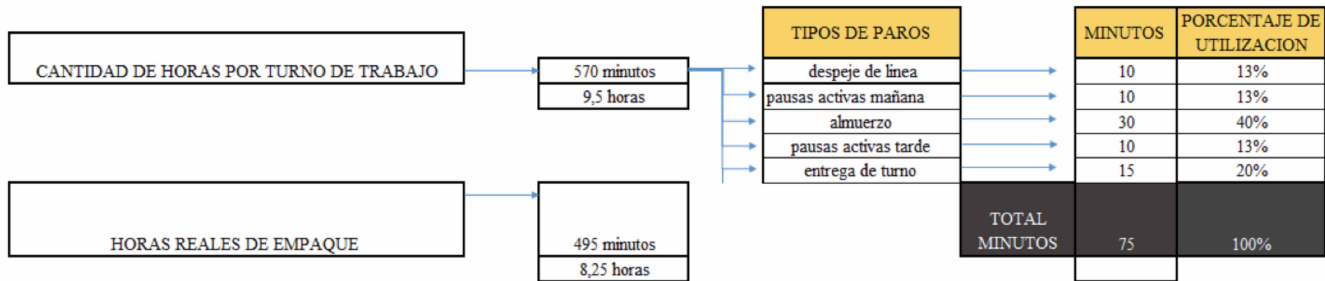 TIPOS DE PAROS
MINUTOS
PORCENTAJE DE
UTILIZACION
CANTIDAD DE HORAS POR TURNO DE TRABAJO
570 minutos
9,5 horas
despeje de linea
10
13%
pausas activas mañana
10
13%
almuerzo
30
40%
pausas activas tarde
10
13%
entrega de turno
15
20%
TOTAL
MINUTOS
75
100%
HORAS REALES DE EMPAQUE
495 minutos
8,25 horas